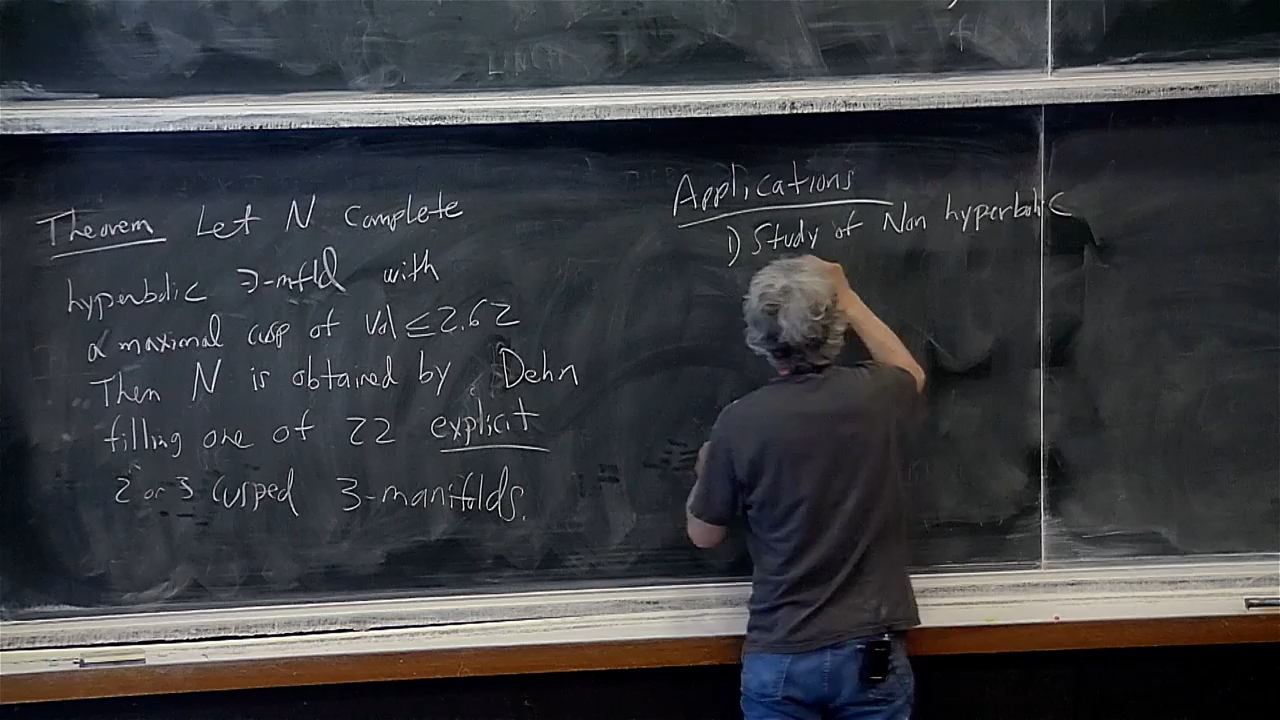 Theorem Let N Complete
hyperbolic 3-mfld with
a maximal cusp of Vol ≤ 2.62
Then N is obtained by Dehn
filling one of 22 explicit
2 or 3 cusped 3-manifolds.
Applications
1) Study of Non hyperbolic